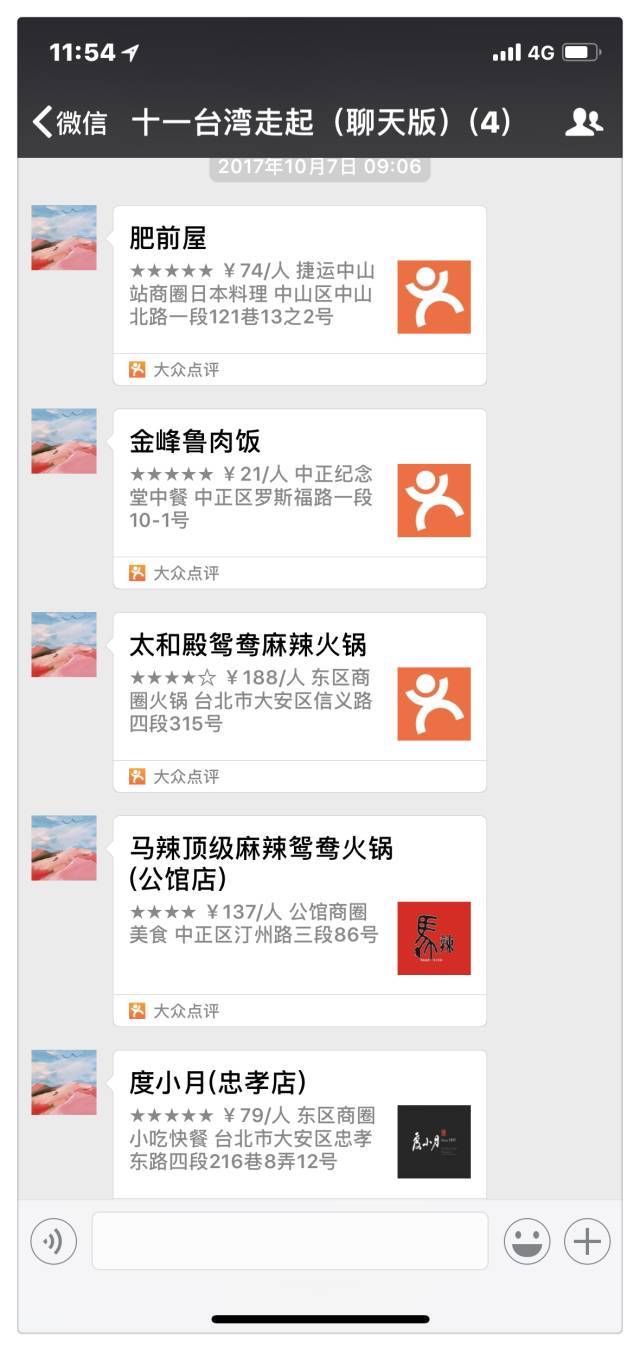 11:54
4G
微信
十一台湾走起（聊天版）(4)
2017年10月7日 09:06
肥前屋
★★★★★ ￥74/人 捷运中山
站商圈日本料理 中山区中山
北路一段121巷13之2号
大众点评
金峰鲁肉饭
★★★★★ ￥21/人 中正纪念
堂中餐 中正区罗斯福路一段
10-1号
大众点评
太和殿鸳鸯麻辣火锅
★★★★☆ ￥188/人 东区商
圈火锅 台北市大安区信义路
四段315号
大众点评
马辣顶级麻辣鸳鸯火锅
(公馆店)
★★★★ ￥137/人 公馆商圈
美食 中正区汀州路三段86号
馬辣
大众点评
度小月(忠孝店)
★★★★★ ￥79/人 东区商圈
小吃快餐 台北市大安区忠孝
东路四段216巷8弄12号
度小月